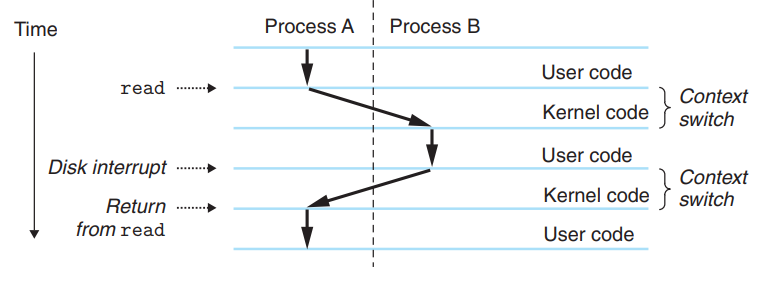 Time
Process A
Process B
User code
read
Kernel code
Context
switch
User code
Disk interrupt
Kernel code
Context
switch
Return
from read
User code